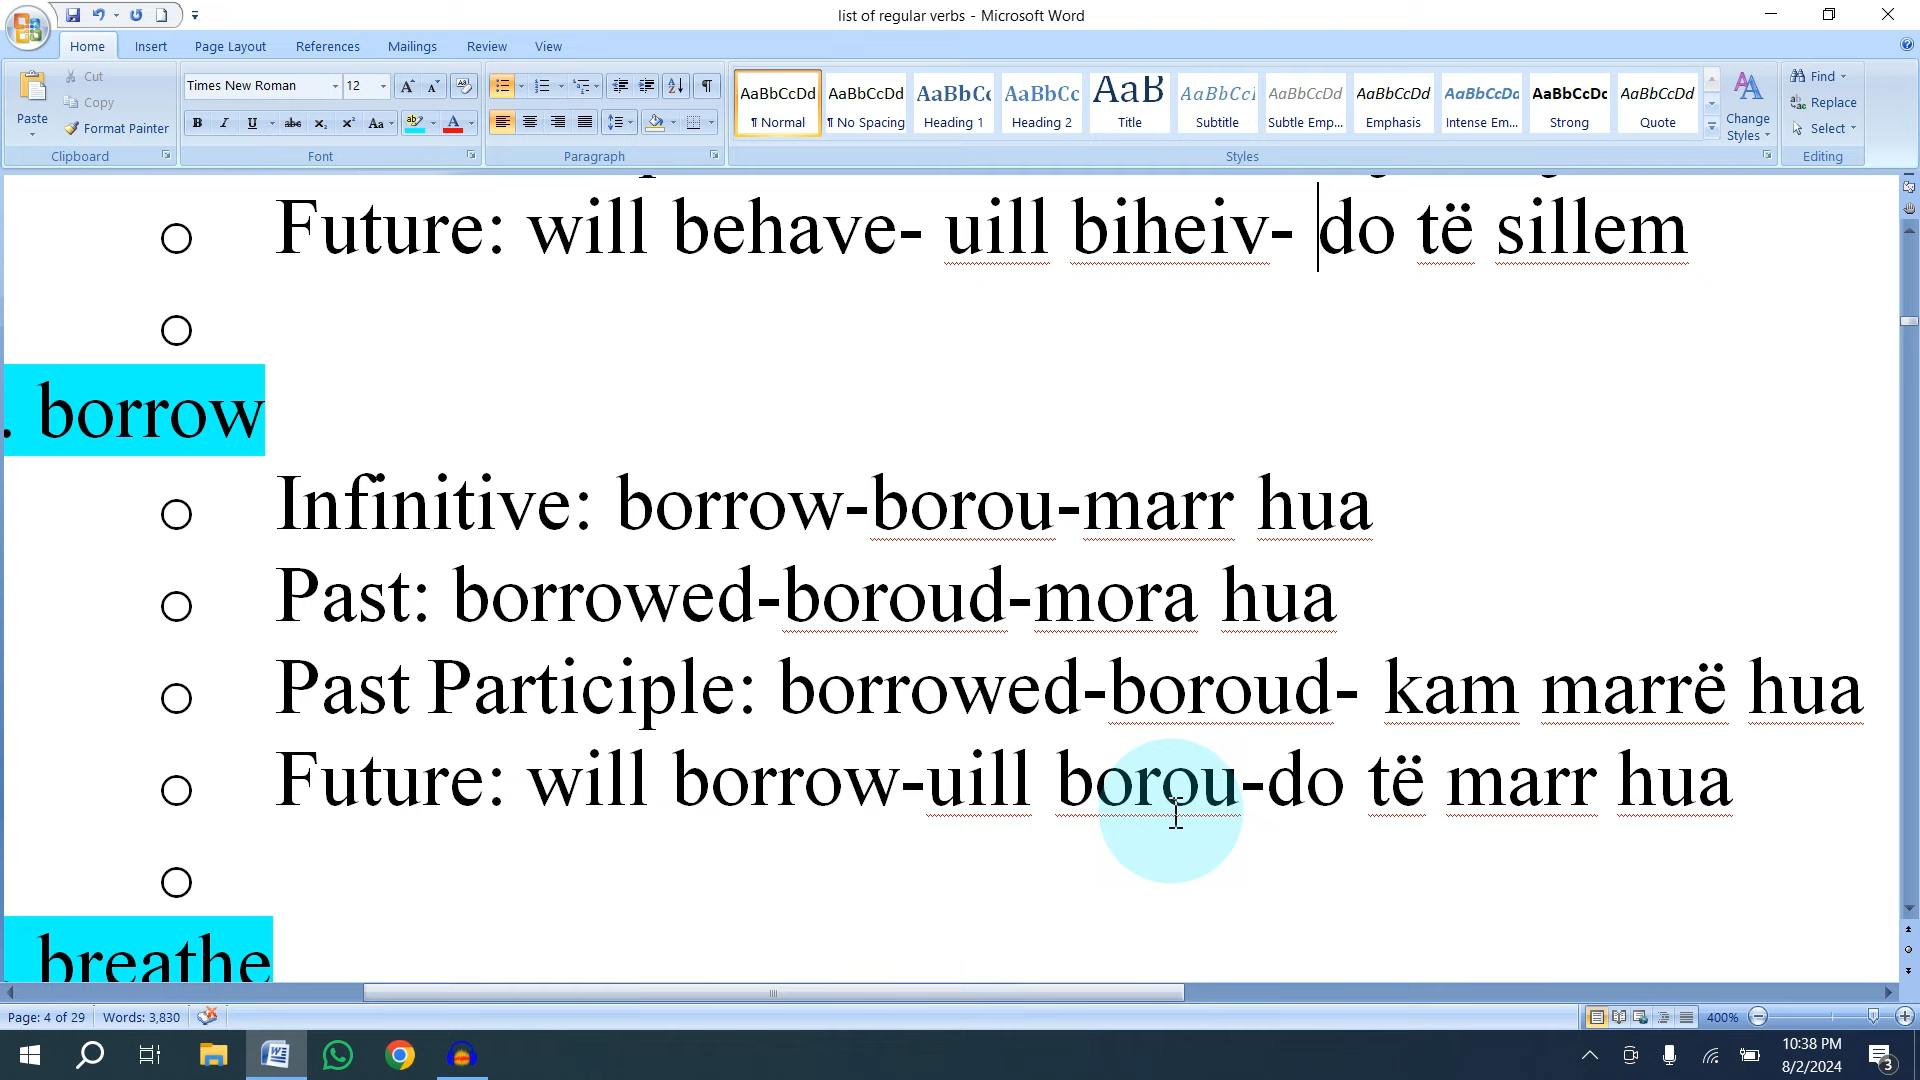 list of regular verbs - Microsoft Word
Home Insert Page Layout References Mailings Review View
Cut
Copy
Format Painter
Paste
Clipboard
Times New Roman 12
Font
Paragraph
AaBbCcDd AaBbCcDd AaBbCc AaBbCc AaB AaBbCcI AaBbCcDd AaBbCcDd AaBbCcDd AaBbCcDc AaBbCcDd
¶ Normal ¶ No Spacing Heading 1 Heading 2 Title Subtitle Subtle Emp... Emphasis Intense Em... Strong Quote
Change Styles
Styles
Find
Replace
Select
Editing
Future: will behave- uill biheiv- do të sillem
. borrow
Infinitive: borrow-borou-marr hua
Past: borrowed-boroud-mora hua
Past Participle: borrowed-boroud- kam marrë hua
Future: will borrow-uill borou-do të marr hua
breathe
Page: 4 of 29 Words: 3,830 400%
10:38 PM
8/2/2024
3